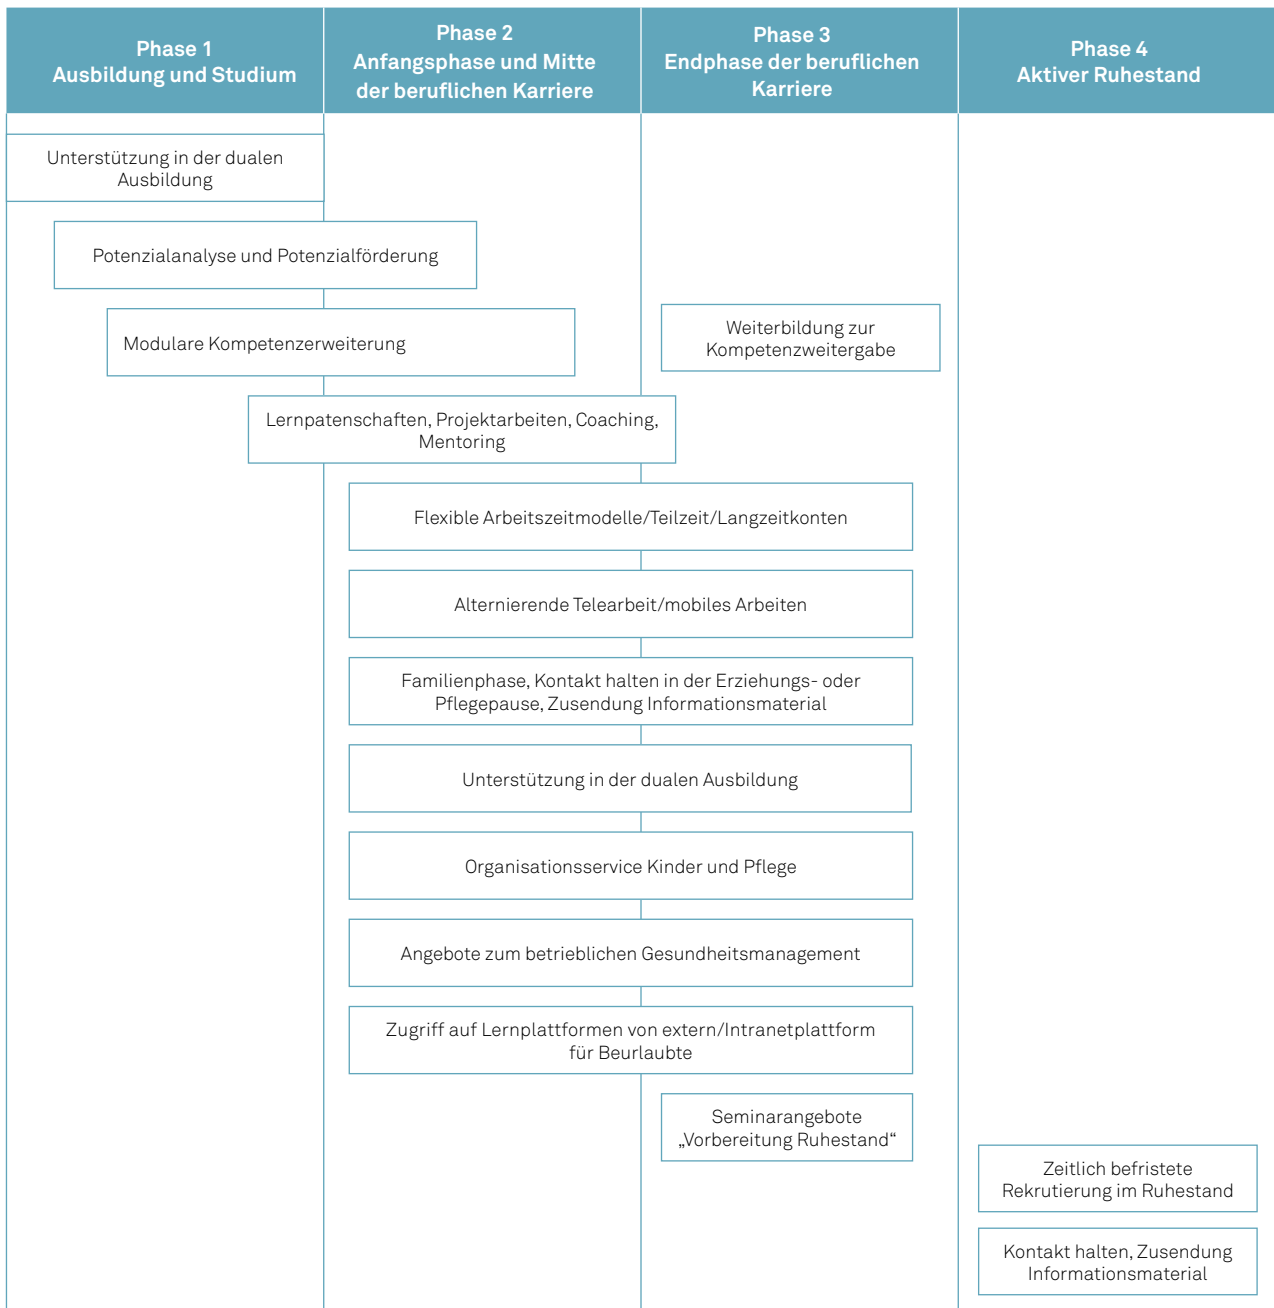 Phase 1
Ausbildung und Studium
Phase 2
Anfangsphase und Mitte
der beruflichen Karriere
Phase 3
Endphase der beruflichen
Karriere
Phase 4
Aktiver Ruhestand
Unterstützung in der dualen
Ausbildung
Potenzialanalyse und Potenzialförderung
Modulare Kompetenzerweiterung
Weiterbildung zur
Kompetenzweitergabe
Lernpatenschaften, Projektarbeiten, Coaching,
Mentoring
Flexible Arbeitszeitmodelle/Teilzeit/Langzeitkonten
Alternierende Telearbeit/mobiles Arbeiten
Familienphase, Kontakt halten in der Erziehungs- oder
Pflegepause, Zusendung Informationsmaterial
Unterstützung in der dualen Ausbildung
Organisationsservice Kinder und Pflege
Angebote zum betrieblichen Gesundheitsmanagement
Zugriff auf Lernplattformen von extern/Intranetplattform
für Beurlaubte
Seminarangebote
„Vorbereitung Ruhestand“
Zeitlich befristete
Rekrutierung im Ruhestand
Kontakt halten, Zusendung
Informationsmaterial